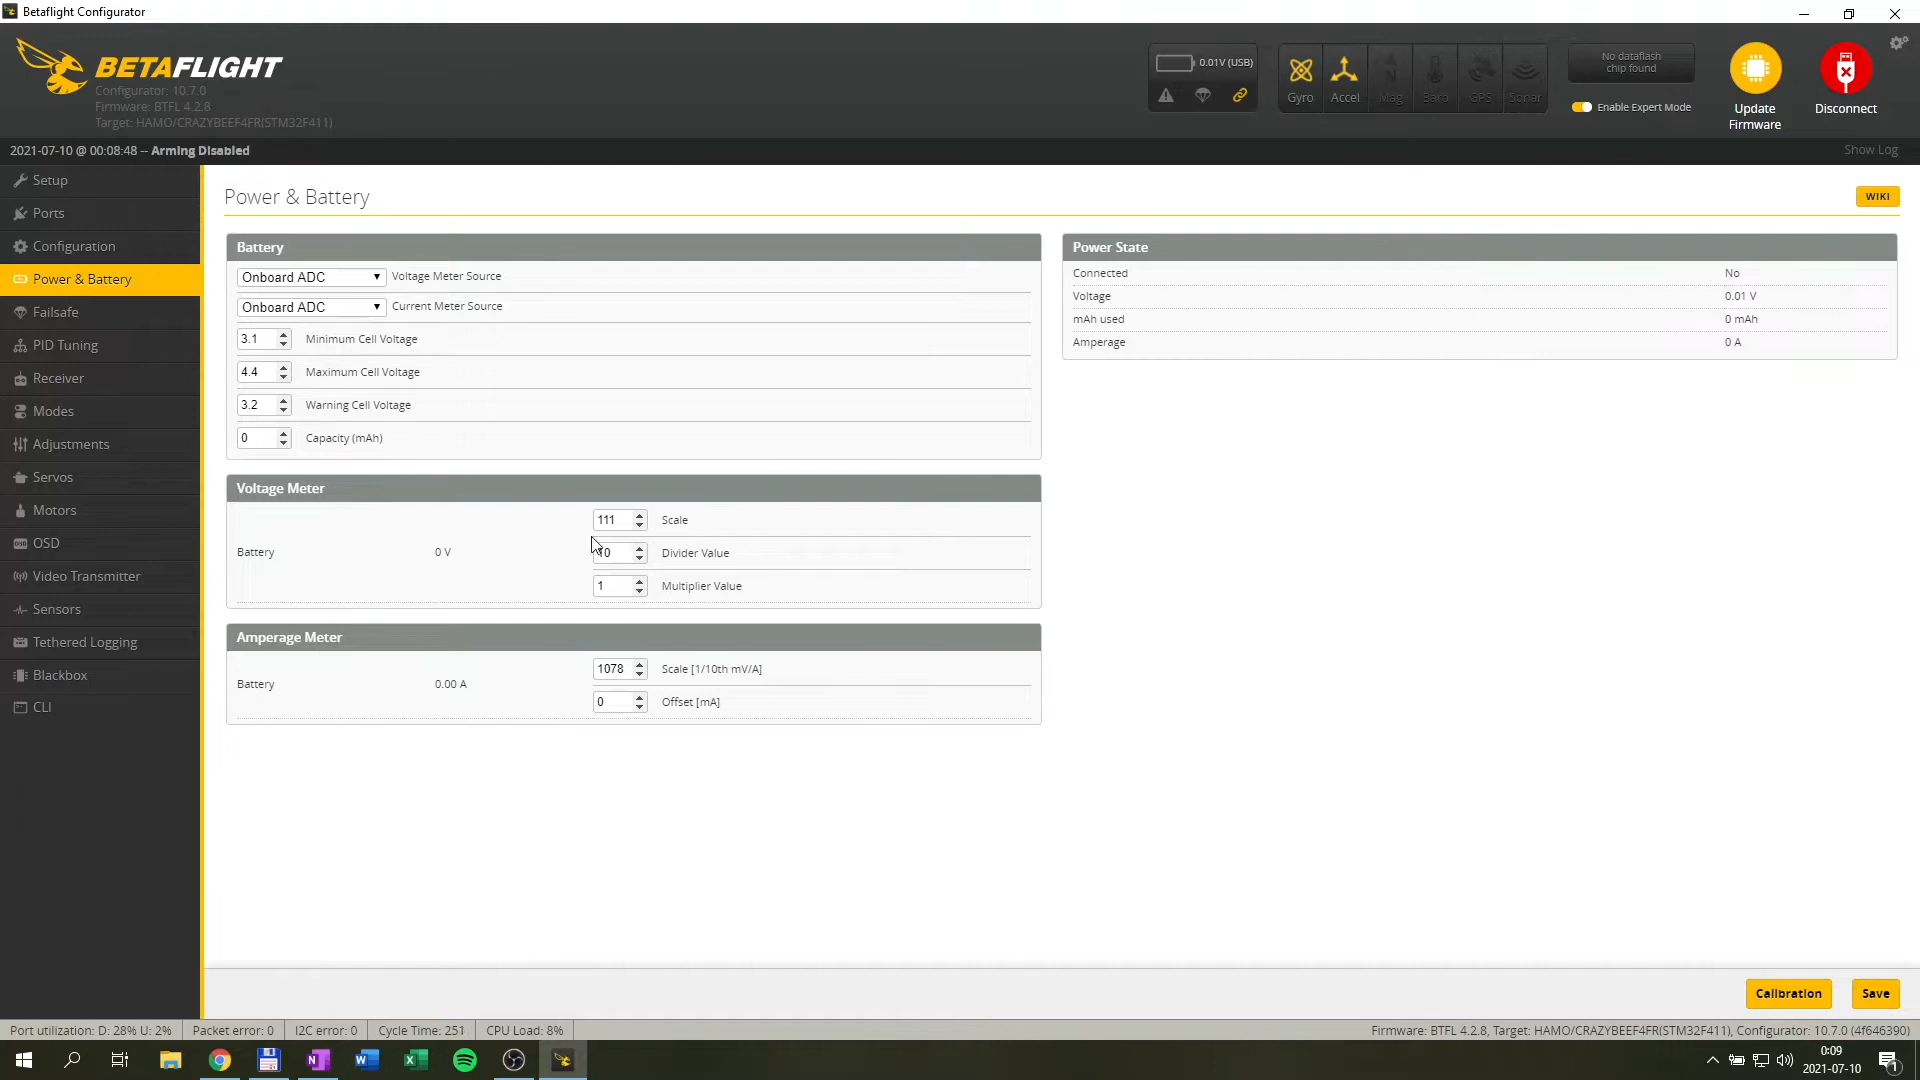 Betaflight Configurator
BETAFLIGHT
Configurator: 10.7.0
Firmware: BTFL 4.2.8
Target: HAMO/CRAZYBEEF4FR(STM32F411)
0.01V (USB)
Gyro
Accel
Mag
Baro
GPS
Sonar
No dataflash
chip found
Enable Expert Mode
Update
Firmware
Disconnect
2021-07-10 @ 00:08:48 -- Arming Disabled
Show Log
Setup
Ports
Configuration
Power & Battery
Failsafe
PID Tuning
Receiver
Modes
Adjustments
Servos
Motors
OSD
Video Transmitter
Sensors
Tethered Logging
Blackbox
CLI
Power & Battery
WIKI
Battery
Onboard ADC Voltage Meter Source
Onboard ADC Current Meter Source
3.1 Minimum Cell Voltage
4.4 Maximum Cell Voltage
3.2 Warning Cell Voltage
0 Capacity (mAh)
Power State
Connected No
Voltage 0.01 V
mAh used 0 mAh
Amperage 0 A
Voltage Meter
Battery 0 V
111 Scale
10 Divider Value
1 Multiplier Value
Amperage Meter
Battery 0.00 A
1078 Scale [1/10th mV/A]
0 Offset [mA]
Calibration
Save
Port utilization: D: 28% U: 2% Packet error: 0 I2C error: 0 Cycle Time: 251 CPU Load: 8% Firmware: BTFL 4.2.8, Target: HAMO/CRAZYBEEF4FR(STM32F411), Configurator: 10.7.0 (4f646390)
0:09
2021-07-10
1